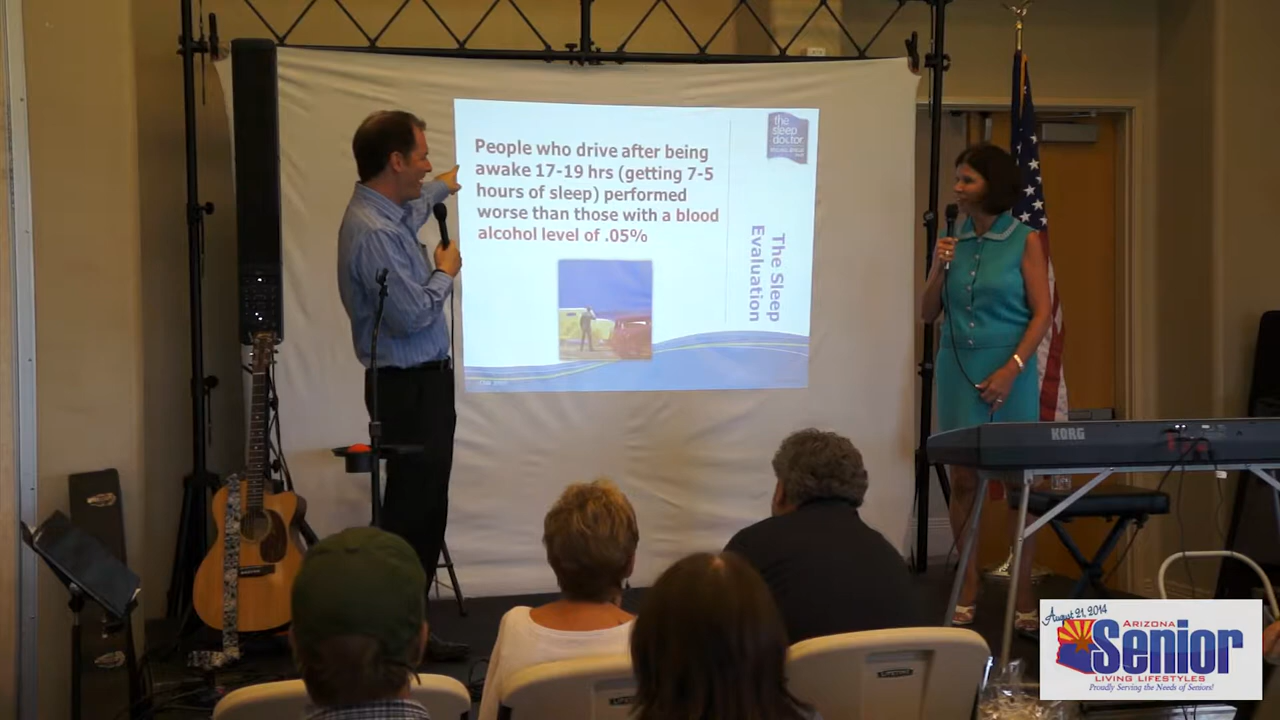 the
sleep
doctor
People who drive after being
awake 17-19 hrs (getting 7-5
hours of sleep) performed
worse than those with a blood
alcohol level of .05%
The Sleep
Evaluation
KORG
LIFETIME
August 21, 2014
ARIZONA
Senior
LIVING LIFESTYLES
Proudly Serving the Needs of Seniors!